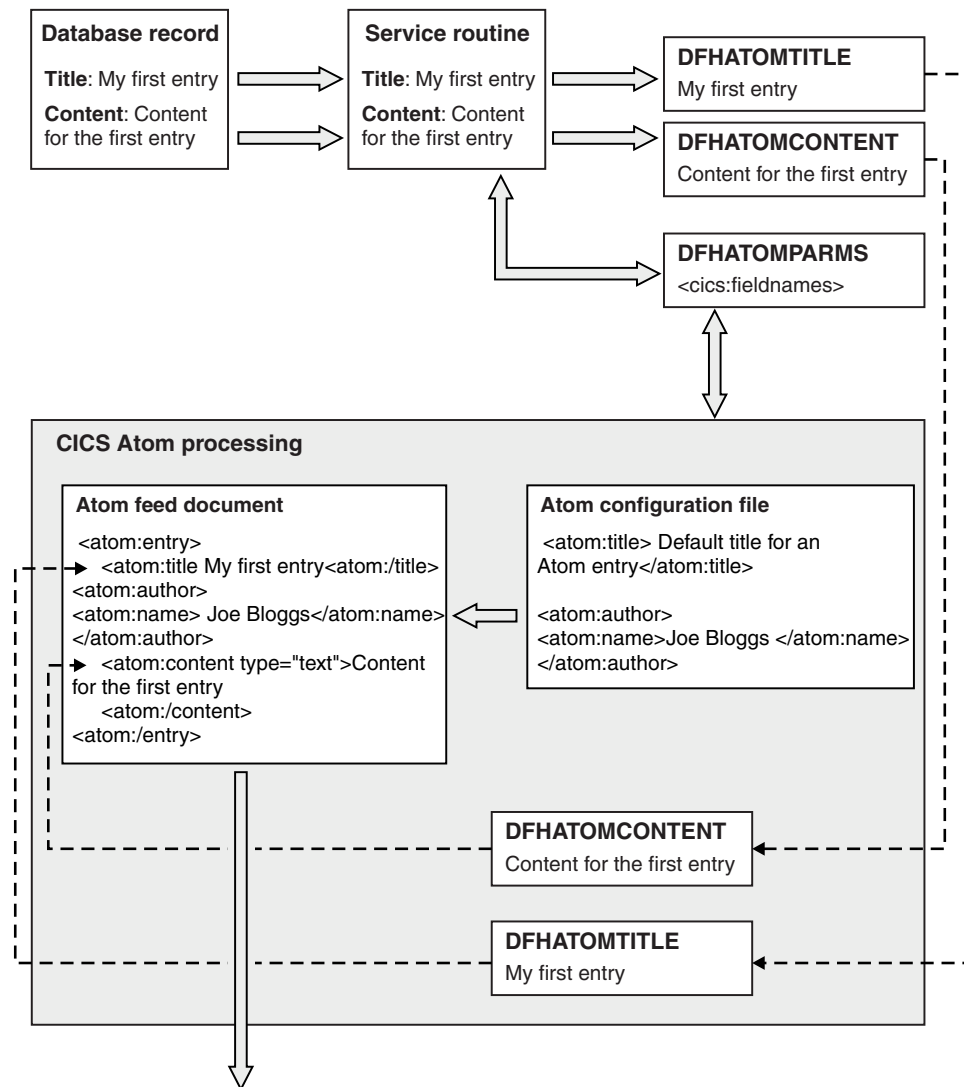 Database record
Title: My first entry
Content: Content
for the first entry
Service routine
Title: My first entry
Content: Content
for the first entry
DFHATOMTITLE
My first entry
DFHATOMCONTENT
Content for the first entry
DFHATOMPARMS
<cics:fieldnames>
CICS Atom processing
Atom feed document
<atom:entry>
<atom:title My first entry<atom:/title>
<atom:author>
<atom:name> Joe Bloggs</atom:name>
</atom:author>
<atom:content type="text">Content
for the first entry
<atom:/content>
<atom:/entry>
Atom configuration file
<atom:title> Default title for an
Atom entry</atom:title>
<atom:author>
<atom:name>Joe Bloggs </atom:name>
</atom:author>
DFHATOMCONTENT
Content for the first entry
DFHATOMTITLE
My first entry